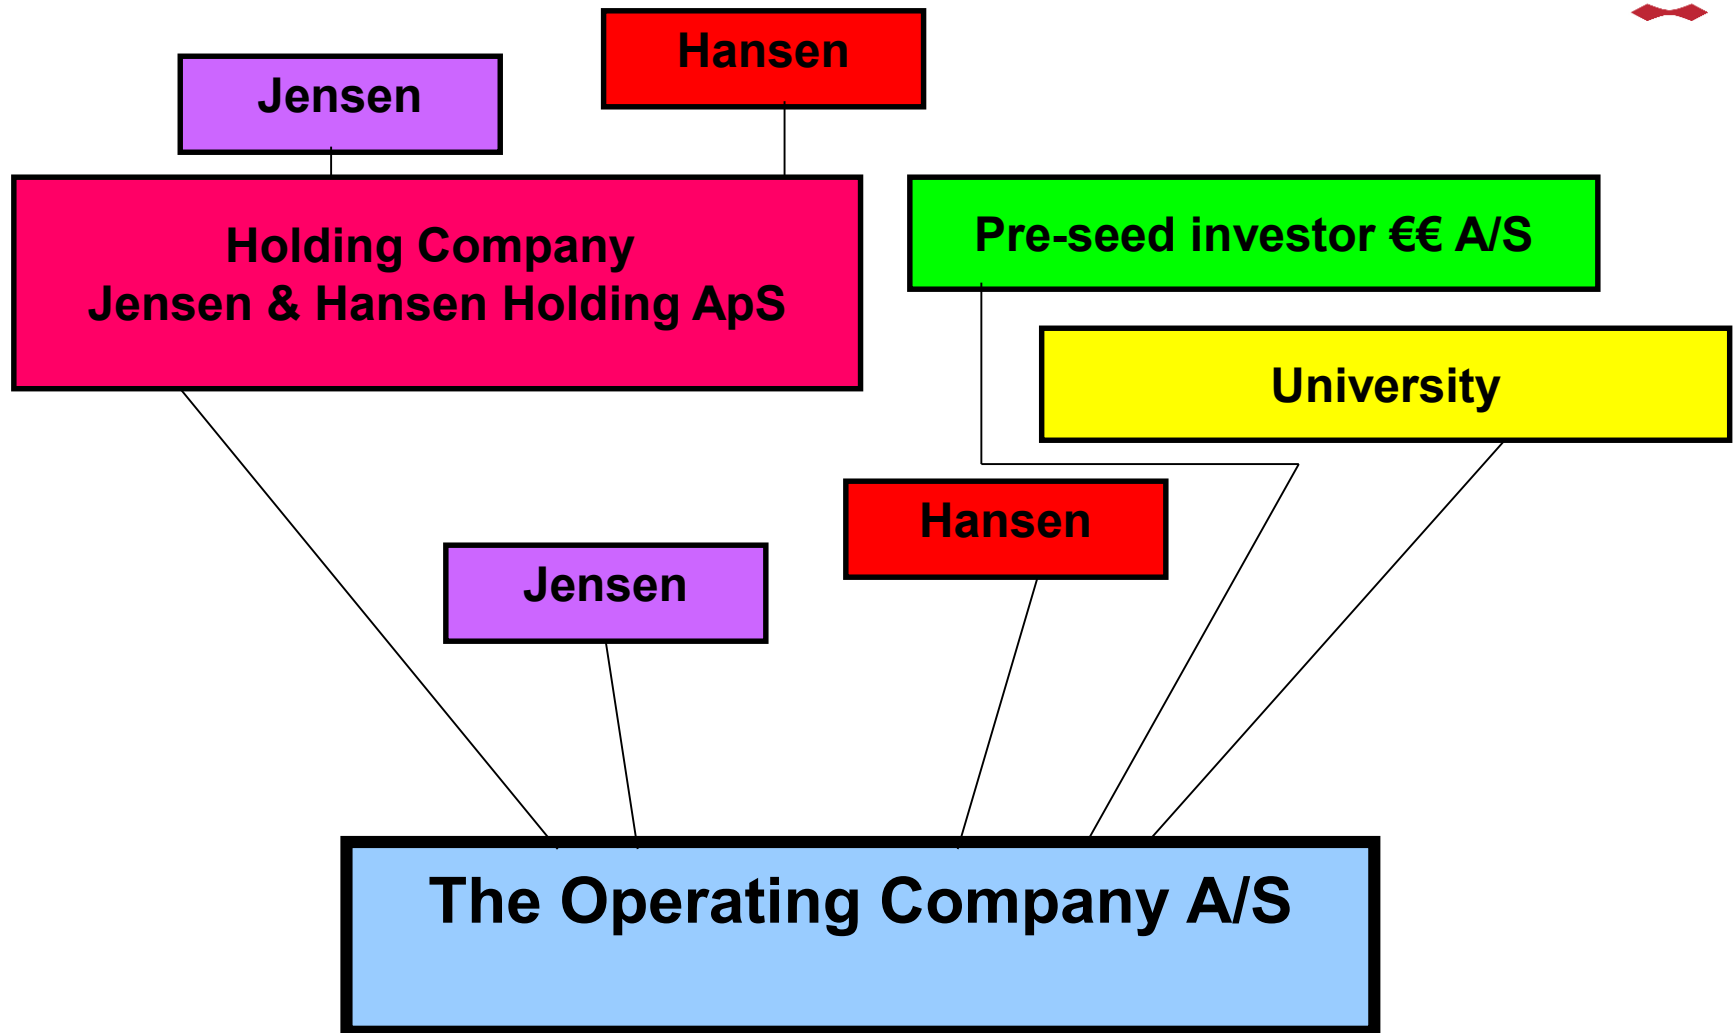 Hansen
Jensen
Holding Company
Jensen & Hansen Holding ApS
Pre-seed investor €€ A/S
University
Hansen
Jensen
The Operating Company A/S